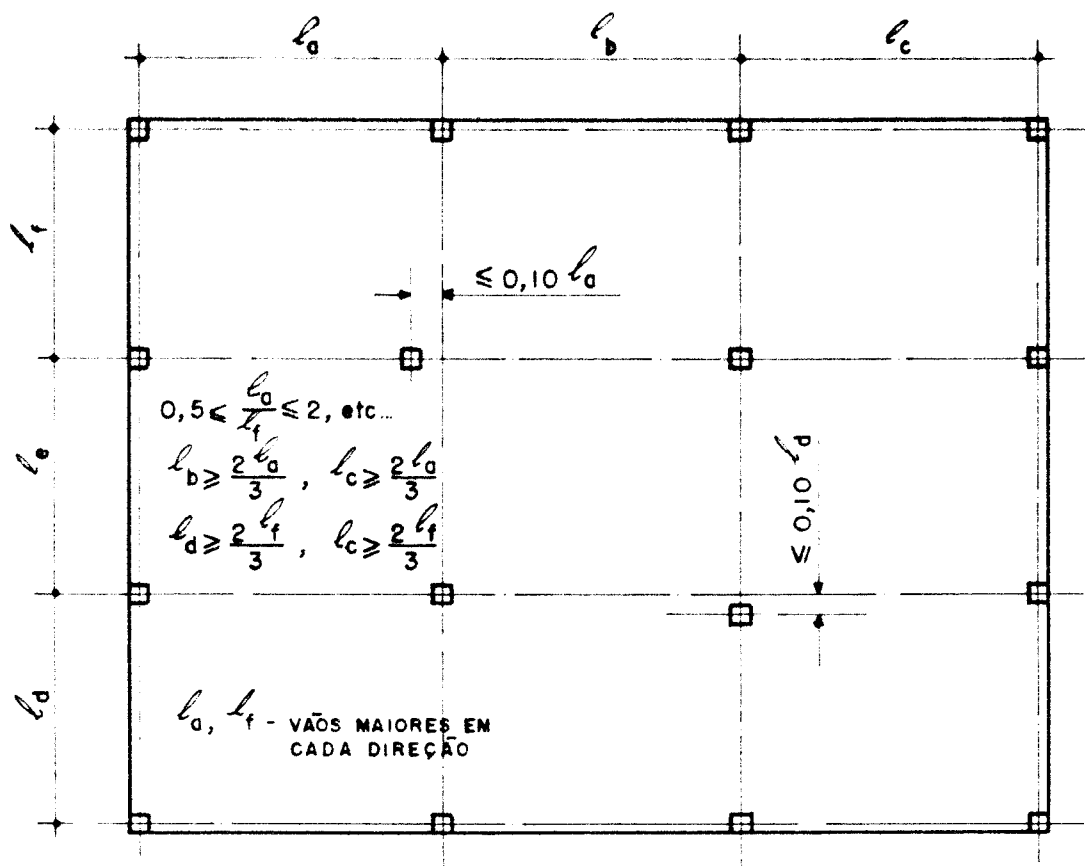 ℓa ℓb ℓc
ℓf
≤ 0,10 ℓa
0,5 ≤ ℓa/ℓf ≤ 2, etc...
ℓe
ℓb ≥ 2ℓa/3 , ℓc ≥ 2ℓa/3
≤ 0,10 ℓd
ℓd ≥ 2ℓf/3 , ℓc ≥ 2ℓf/3
ℓd
ℓa, ℓf - VÃOS MAIORES EM
CADA DIREÇÃO